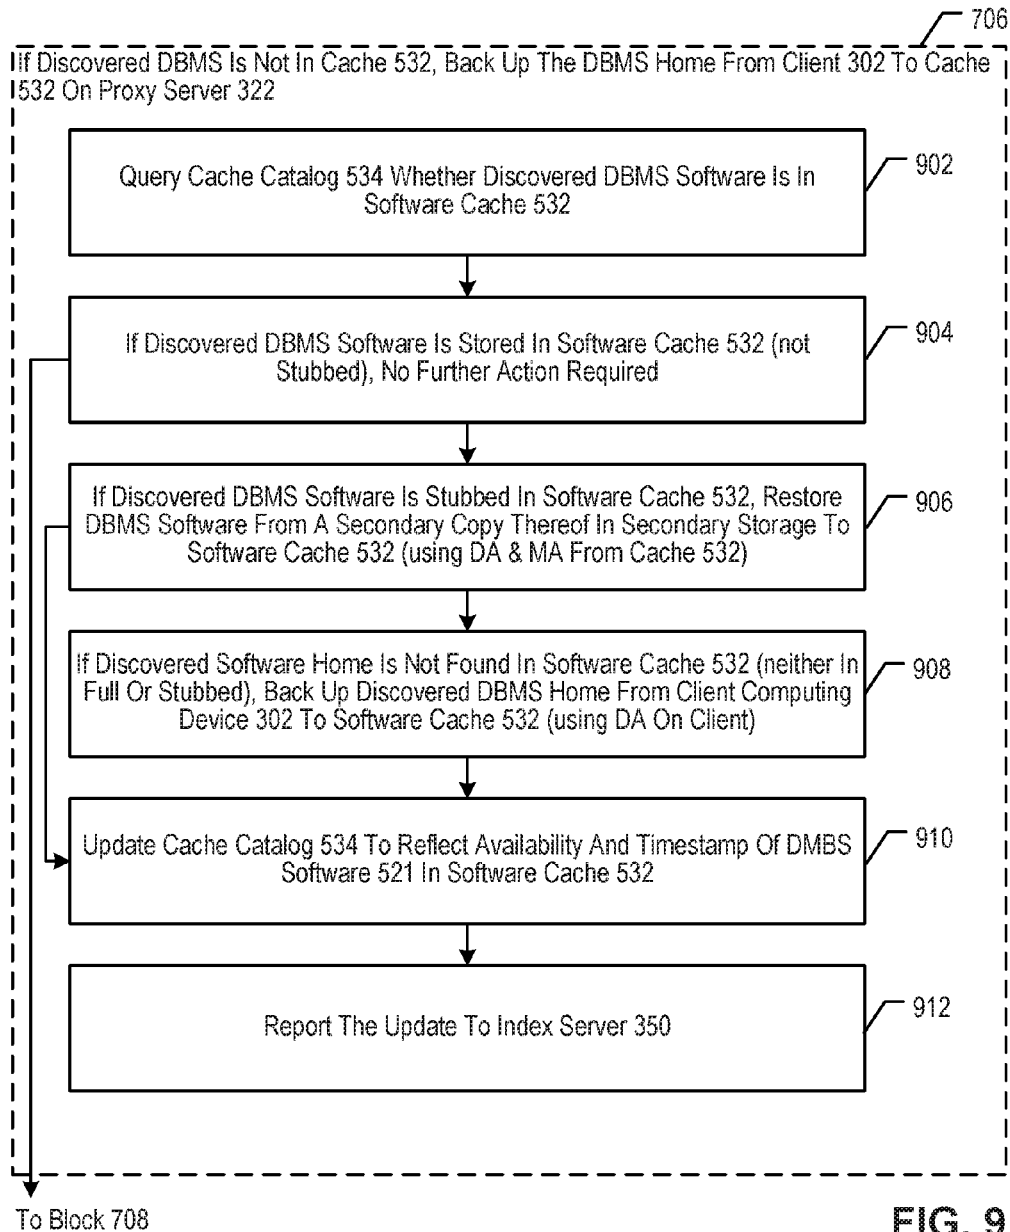 706
If Discovered DBMS Is Not In Cache 532, Back Up The DBMS Home From Client 302 To Cache
532 On Proxy Server 322
Query Cache Catalog 534 Whether Discovered DBMS Software Is In
Software Cache 532
902
If Discovered DBMS Software Is Stored In Software Cache 532 (not
Stubbed), No Further Action Required
904
If Discovered DBMS Software Is Stubbed In Software Cache 532, Restore
DBMS Software From A Secondary Copy Thereof In Secondary Storage To
Software Cache 532 (using DA & MA From Cache 532)
906
If Discovered Software Home Is Not Found In Software Cache 532 (neither In
Full Or Stubbed), Back Up Discovered DBMS Home From Client Computing
Device 302 To Software Cache 532 (using DA On Client)
908
Update Cache Catalog 534 To Reflect Availability And Timestamp Of DMBS
Software 521 In Software Cache 532
910
Report The Update To Index Server 350
912
To Block 708
FIG. 9